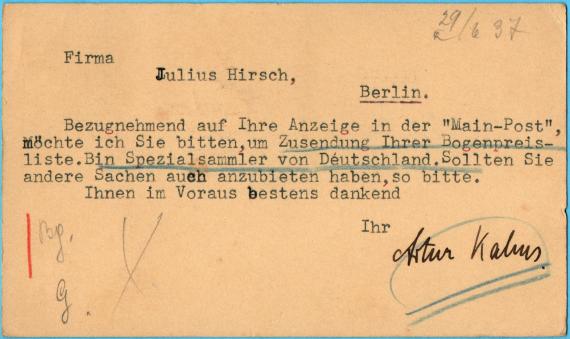 29/6 37
Firma
Julius Hirsch,
Berlin.
Bezugnehmend auf Ihre Anzeige in der "Main-Post",
möchte ich Sie bitten,um Zusendung Ihrer Bogenpreis-
liste.Bin Spezialsammler von Deutschland.Sollten Sie
andere Sachen auch anzubieten haben,so bitte.
Ihnen im Voraus bestens dankend
Ihr
Artur Kahns
Bg.
G.